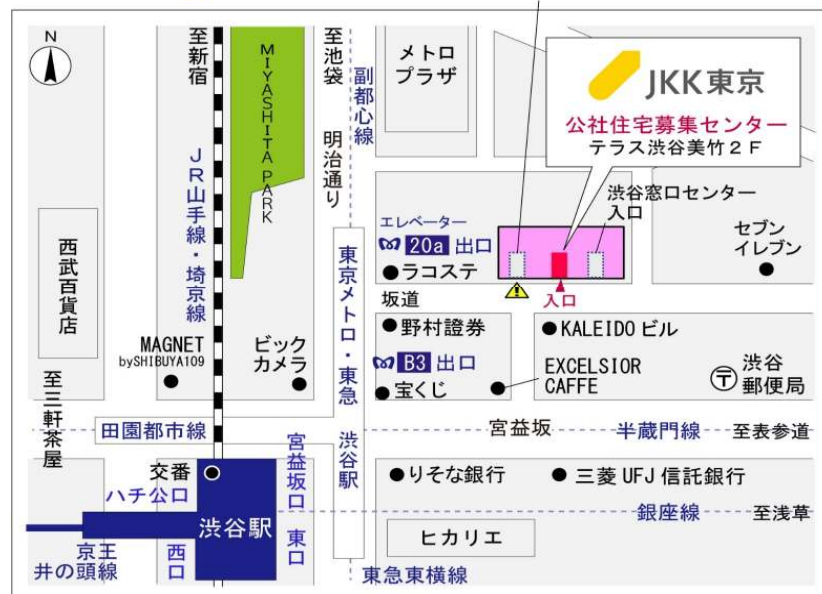 N
至新宿
MIYASHITA PARK
至池袋
副都心線
明治通り
メトロ
プラザ
JKK東京
公社住宅募集センター
テラス渋谷美竹２Ｆ
JR山手線・埼京線
西武百貨店
エレベーター
20a 出口
ラコステ
渋谷窓口センター
入口
セブン
イレブン
入口
坂道
東京メトロ・東急 渋谷駅
MAGNET
bySHIBUYA109
ビック
カメラ
野村證券
KALEIDO ビル
B3 出口
宝くじ
EXCELSIOR
CAFFE
〒
渋谷
郵便局
至三軒茶屋
田園都市線
宮益坂
半蔵門線
至表参道
交番
ハチ公口
宮益坂口
りそな銀行
三菱 UFJ 信託銀行
渋谷駅
銀座線
至浅草
京王
井の頭線
西口
東口
ヒカリエ
東急東横線